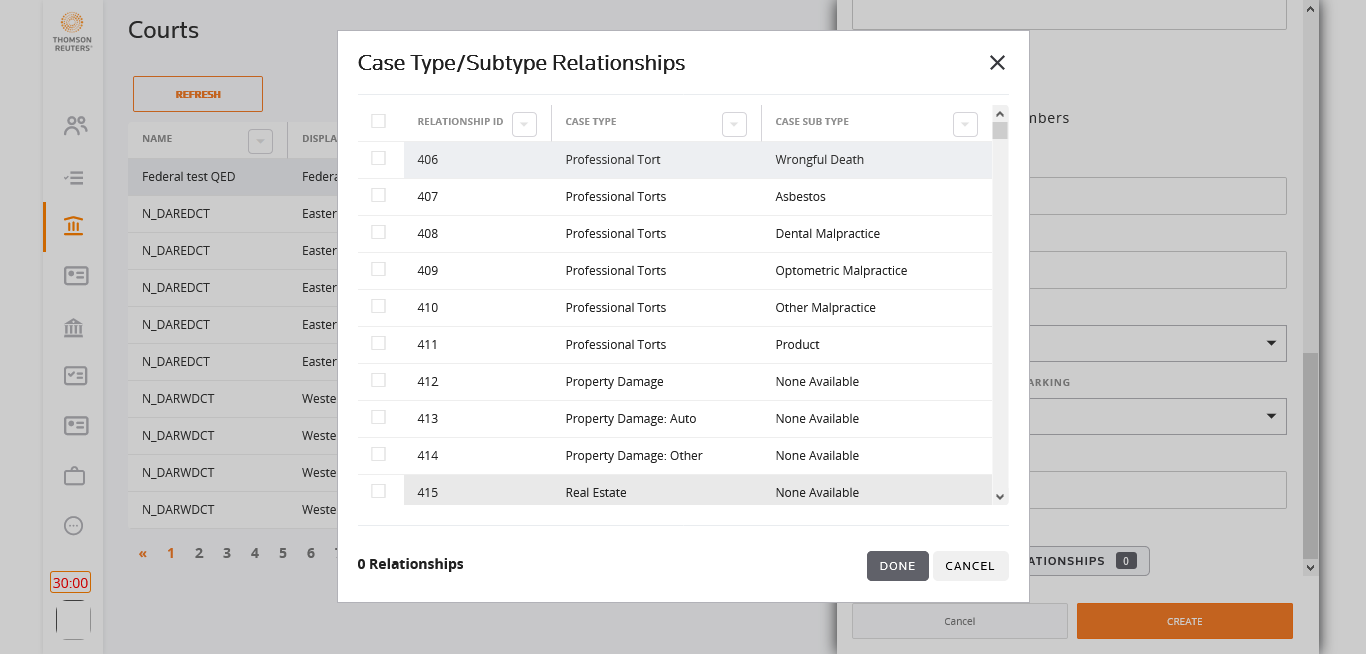 THOMSON
REUTERS®
Courts
REFRESH
NAME DISPLA
Federal test QED Federa
N_DAREDCT Easter
N_DAREDCT Easter
N_DAREDCT Easter
N_DAREDCT Easter
N_DAREDCT Easter
N_DARWDCT Weste
N_DARWDCT Weste
N_DARWDCT Weste
N_DARWDCT Weste
« 1 2 3 4 5 6
30:00
Case Type/Subtype Relationships
RELATIONSHIP ID CASE TYPE CASE SUB TYPE
406 Professional Tort Wrongful Death
407 Professional Torts Asbestos
408 Professional Torts Dental Malpractice
409 Professional Torts Optometric Malpractice
410 Professional Torts Other Malpractice
411 Professional Torts Product
412 Property Damage None Available
413 Property Damage: Auto None Available
414 Property Damage: Other None Available
415 Real Estate None Available
0 Relationships
DONE CANCEL
mbers
ARKING
ATIONSHIPS 0
Cancel CREATE